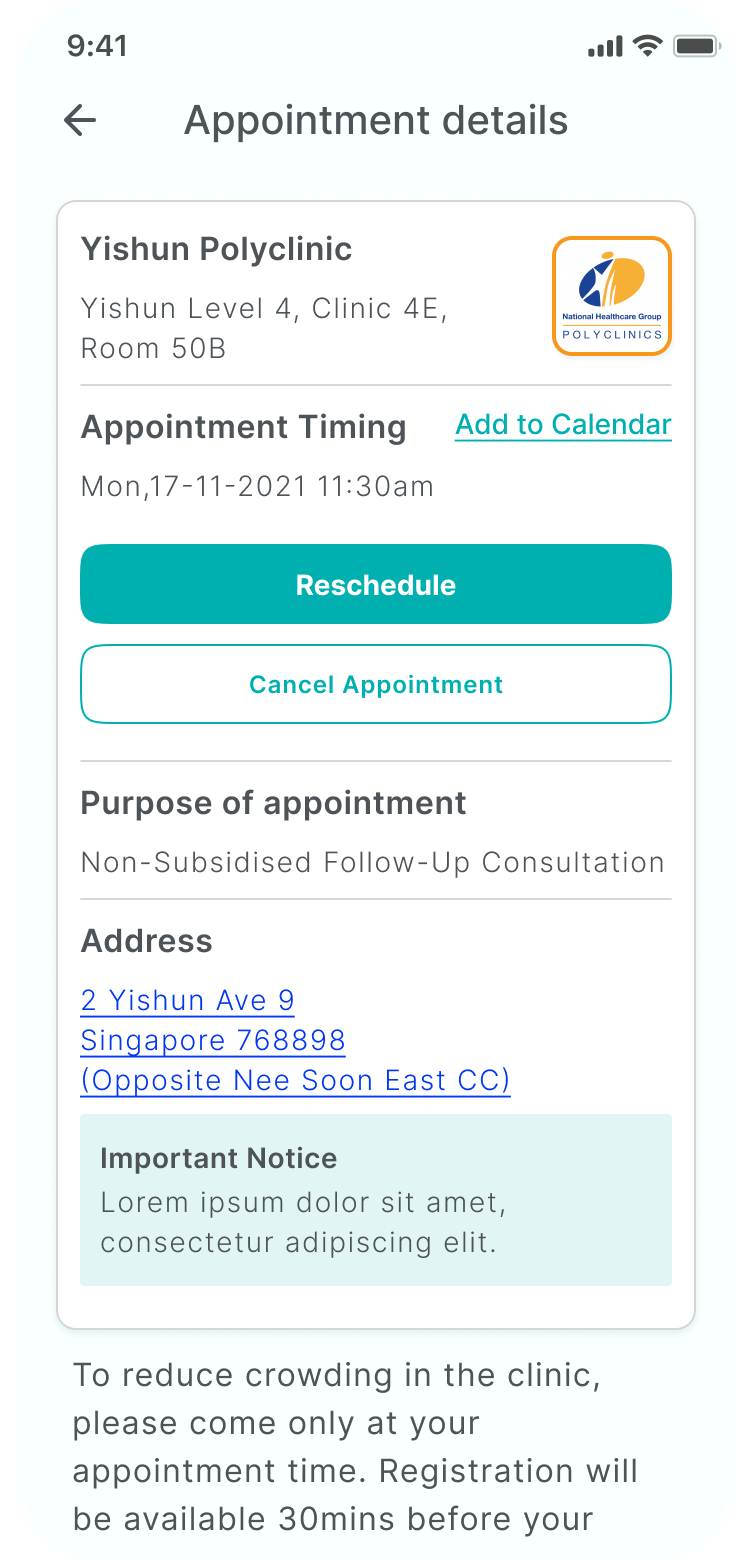 9:41
Appointment details
Yishun Polyclinic
Yishun Level 4, Clinic 4E,
Room 50B
National Healthcare Group
POLYCLINICS
Appointment Timing
Add to Calendar
Mon,17-11-2021 11:30am
Reschedule
Cancel Appointment
Purpose of appointment
Non-Subsidised Follow-Up Consultation
Address
2 Yishun Ave 9
Singapore 768898
(Opposite Nee Soon East CC)
Important Notice
Lorem ipsum dolor sit amet,
consectetur adipiscing elit.
To reduce crowding in the clinic,
please come only at your
appointment time. Registration will
be available 30mins before your